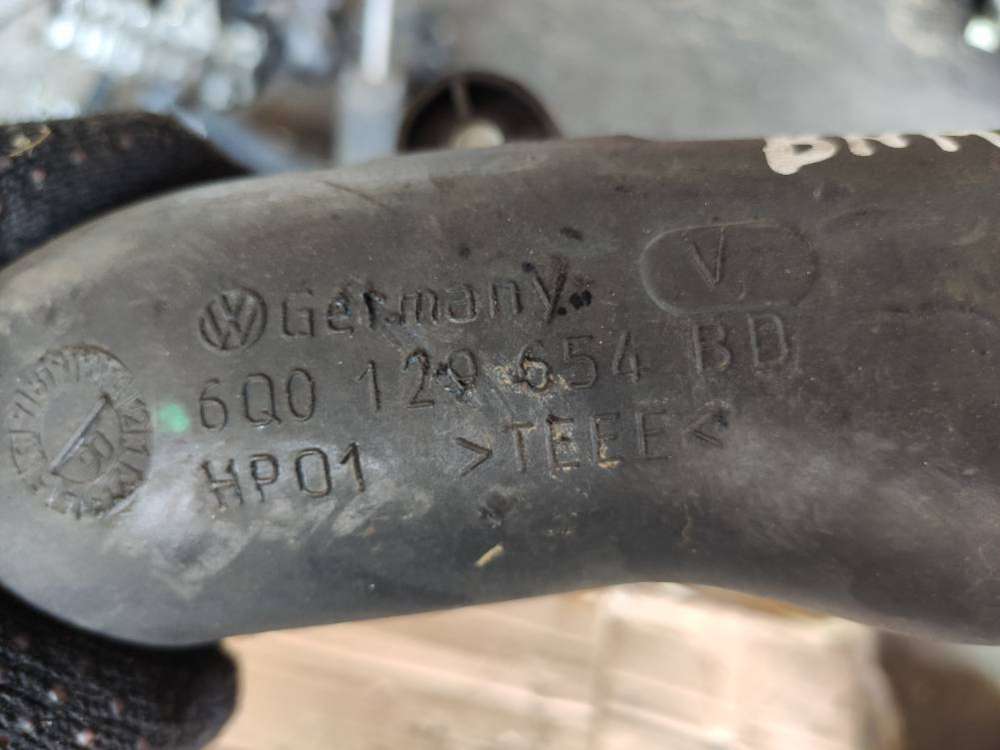 Germany
V
6Q0 129 654 BD
HP01 >TEEE<